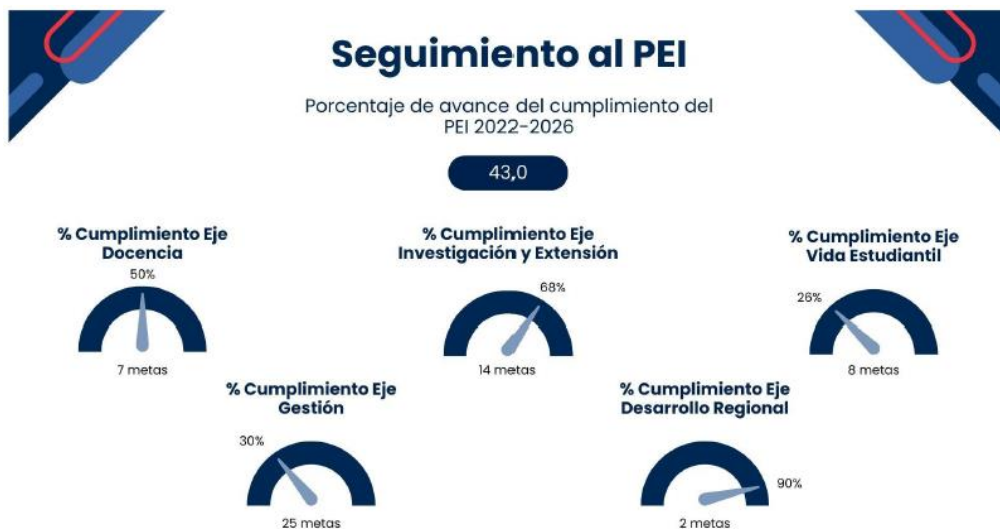 Seguimiento al PEI
Porcentaje de avance del cumplimiento del
PEI 2022-2026
43,0
% Cumplimiento Eje
Docencia
50%
7 metas
% Cumplimiento Eje
Investigación y Extensión
68%
14 metas
% Cumplimiento Eje
Vida Estudiantil
26%
8 metas
% Cumplimiento Eje
Gestión
30%
25 metas
% Cumplimiento Eje
Desarrollo Regional
90%
2 metas